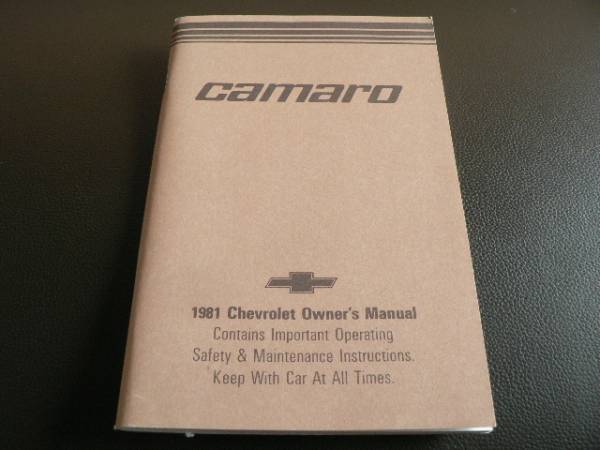 camaro
1981 Chevrolet Owner's Manual
Contains Important Operating
Safety & Maintenance Instructions.
Keep With Car At All Times.